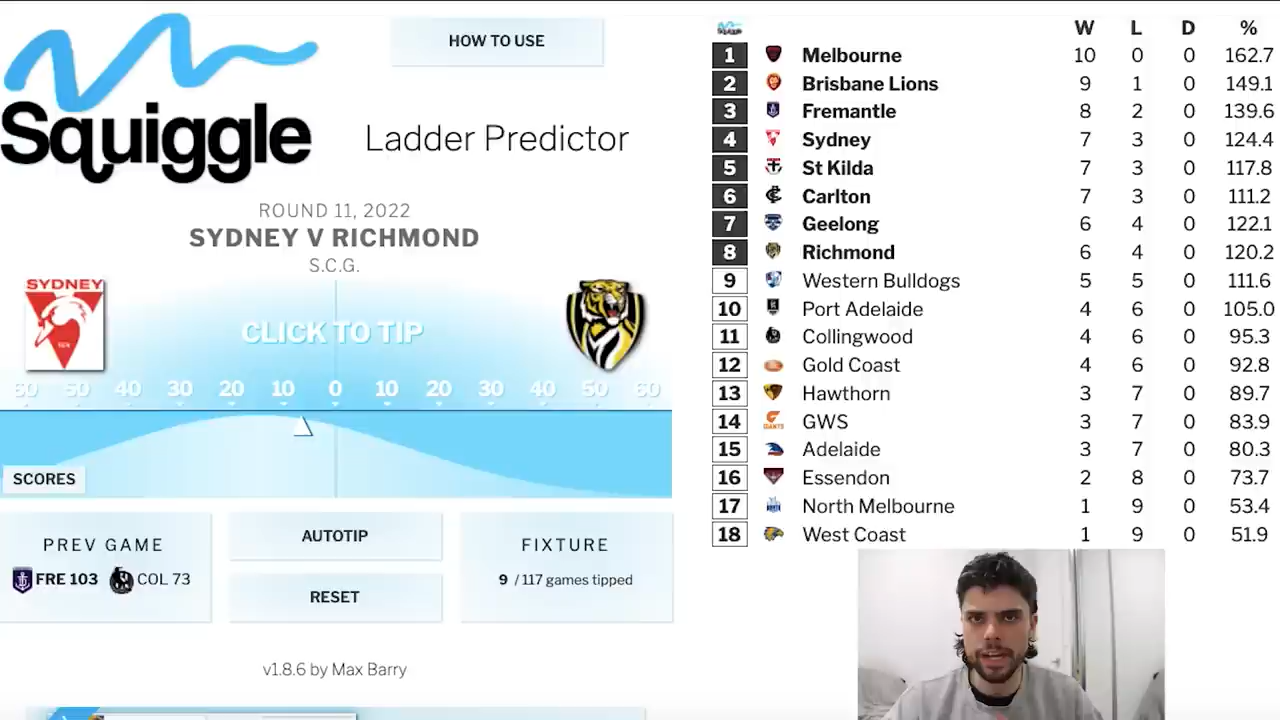 HOW TO USE
Squiggle
Ladder Predictor
ROUND 11, 2022
SYDNEY V RICHMOND
S.C.G.
SYDNEY
CLICK TO TIP
60 50 40 30 20 10 0 10 20 30 40 50 60
SCORES
PREV GAME
FRE 103 COL 73
AUTOTIP
RESET
FIXTURE
9 / 117 games tipped
v1.8.6 by Max Barry
W L D %
1 Melbourne 10 0 0 162.7
2 Brisbane Lions 9 1 0 149.1
3 Fremantle 8 2 0 139.6
4 Sydney 7 3 0 124.4
5 St Kilda 7 3 0 117.8
6 Carlton 7 3 0 111.2
7 Geelong 6 4 0 122.1
8 Richmond 6 4 0 120.2
9 Western Bulldogs 5 5 0 111.6
10 Port Adelaide 4 6 0 105.0
11 Collingwood 4 6 0 95.3
12 Gold Coast 4 6 0 92.8
13 Hawthorn 3 7 0 89.7
14 GWS 3 7 0 83.9
15 Adelaide 3 7 0 80.3
16 Essendon 2 8 0 73.7
17 North Melbourne 1 9 0 53.4
18 West Coast 1 9 0 51.9